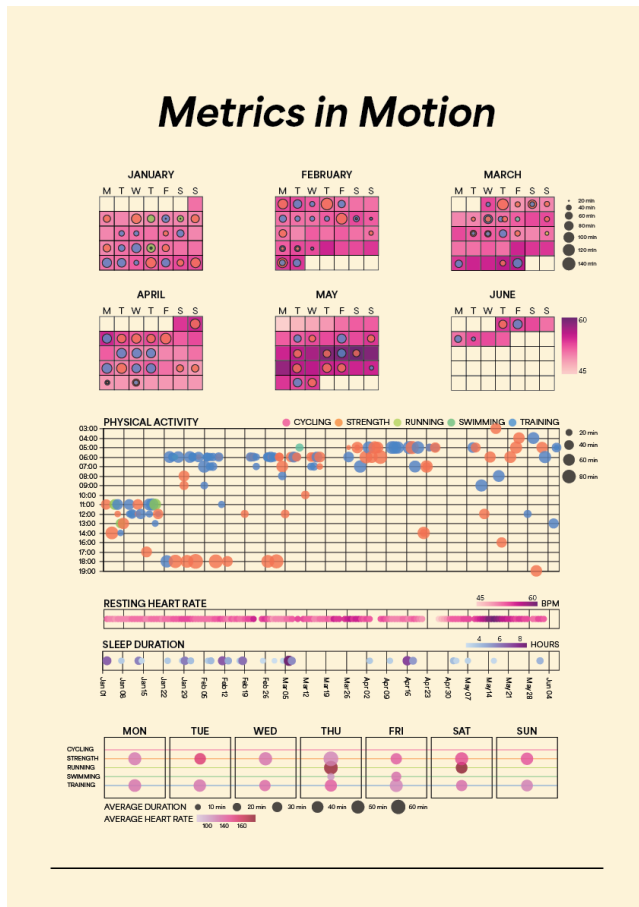 Metrics in Motion
JANUARY FEBRUARY MARCH
M T W T F S S M T W T F S S M T W T F S S
20 min
40 min
60 min
80 min
100 min
120 min
140 min
APRIL MAY JUNE
M T W T F S S M T W T F S S M T W T F S S
60
45
PHYSICAL ACTIVITY CYCLING STRENGTH RUNNING SWIMMING TRAINING
03:00
04:00
05:00
06:00
07:00
08:00
09:00
10:00
11:00
12:00
13:00
14:00
16:00
17:00
18:00
19:00
20 min
40 min
60 min
80 min
RESTING HEART RATE 45 60 BPM
SLEEP DURATION 4 6 8 HOURS
Jan 01 Jan 08 Jan 15 Jan 22 Jan 29 Feb 05 Feb 12 Feb 19 Feb 26 Mar 05 Mar 12 Mar 19 Mar 26 Apr 02 Apr 09 Apr 16 Apr 23 Apr 30 May 07 May 14 May 21 May 28 Jun 04
MON TUE WED THU FRI SAT SUN
CYCLING
STRENGTH
RUNNING
SWIMMING
TRAINING
AVERAGE DURATION 10 min 20 min 30 min 40 min 50 min 60 min
AVERAGE HEART RATE 100 140 160